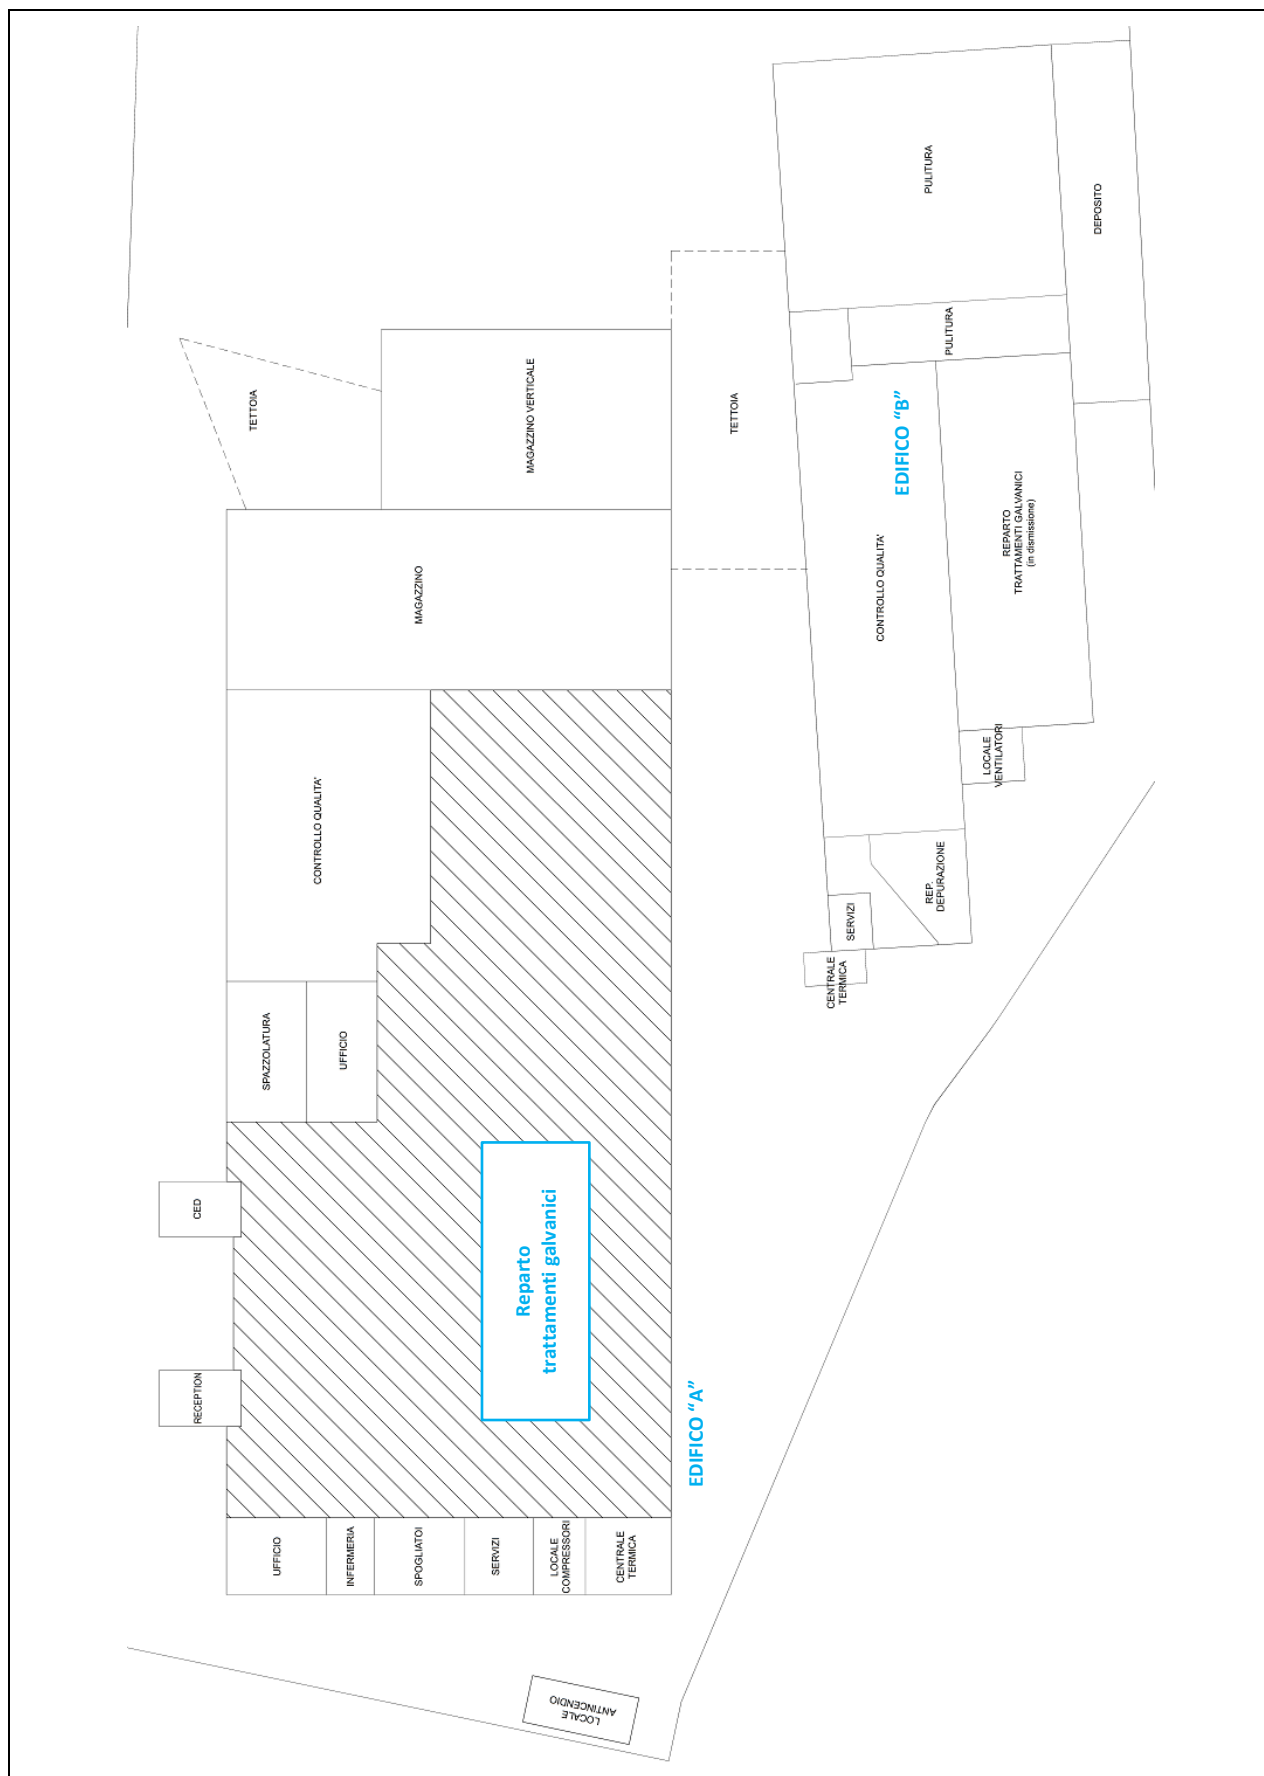 PULITURA
DEPOSITO
PULITURA
TETTOIA
MAGAZZINO VERTICALE
TETTOIA
EDIFICO “B”
REPARTO
TRATTAMENTI GALVANICI
(in dismissione)
CONTROLLO QUALITA'
MAGAZZINO
LOCALE
VENTILATORI
CONTROLLO QUALITA'
REP.
DEPURAZIONE
SERVIZI
CENTRALE
TERMICA
SPAZZOLATURA
UFFICIO
CED
Reparto
trattamenti galvanici
RECEPTION
EDIFICO “A”
UFFICIO
INFERMERIA
SPOGLIATOI
SERVIZI
LOCALE
COMPRESSORI
CENTRALE
TERMICA
LOCALE
ANTINCENDIO